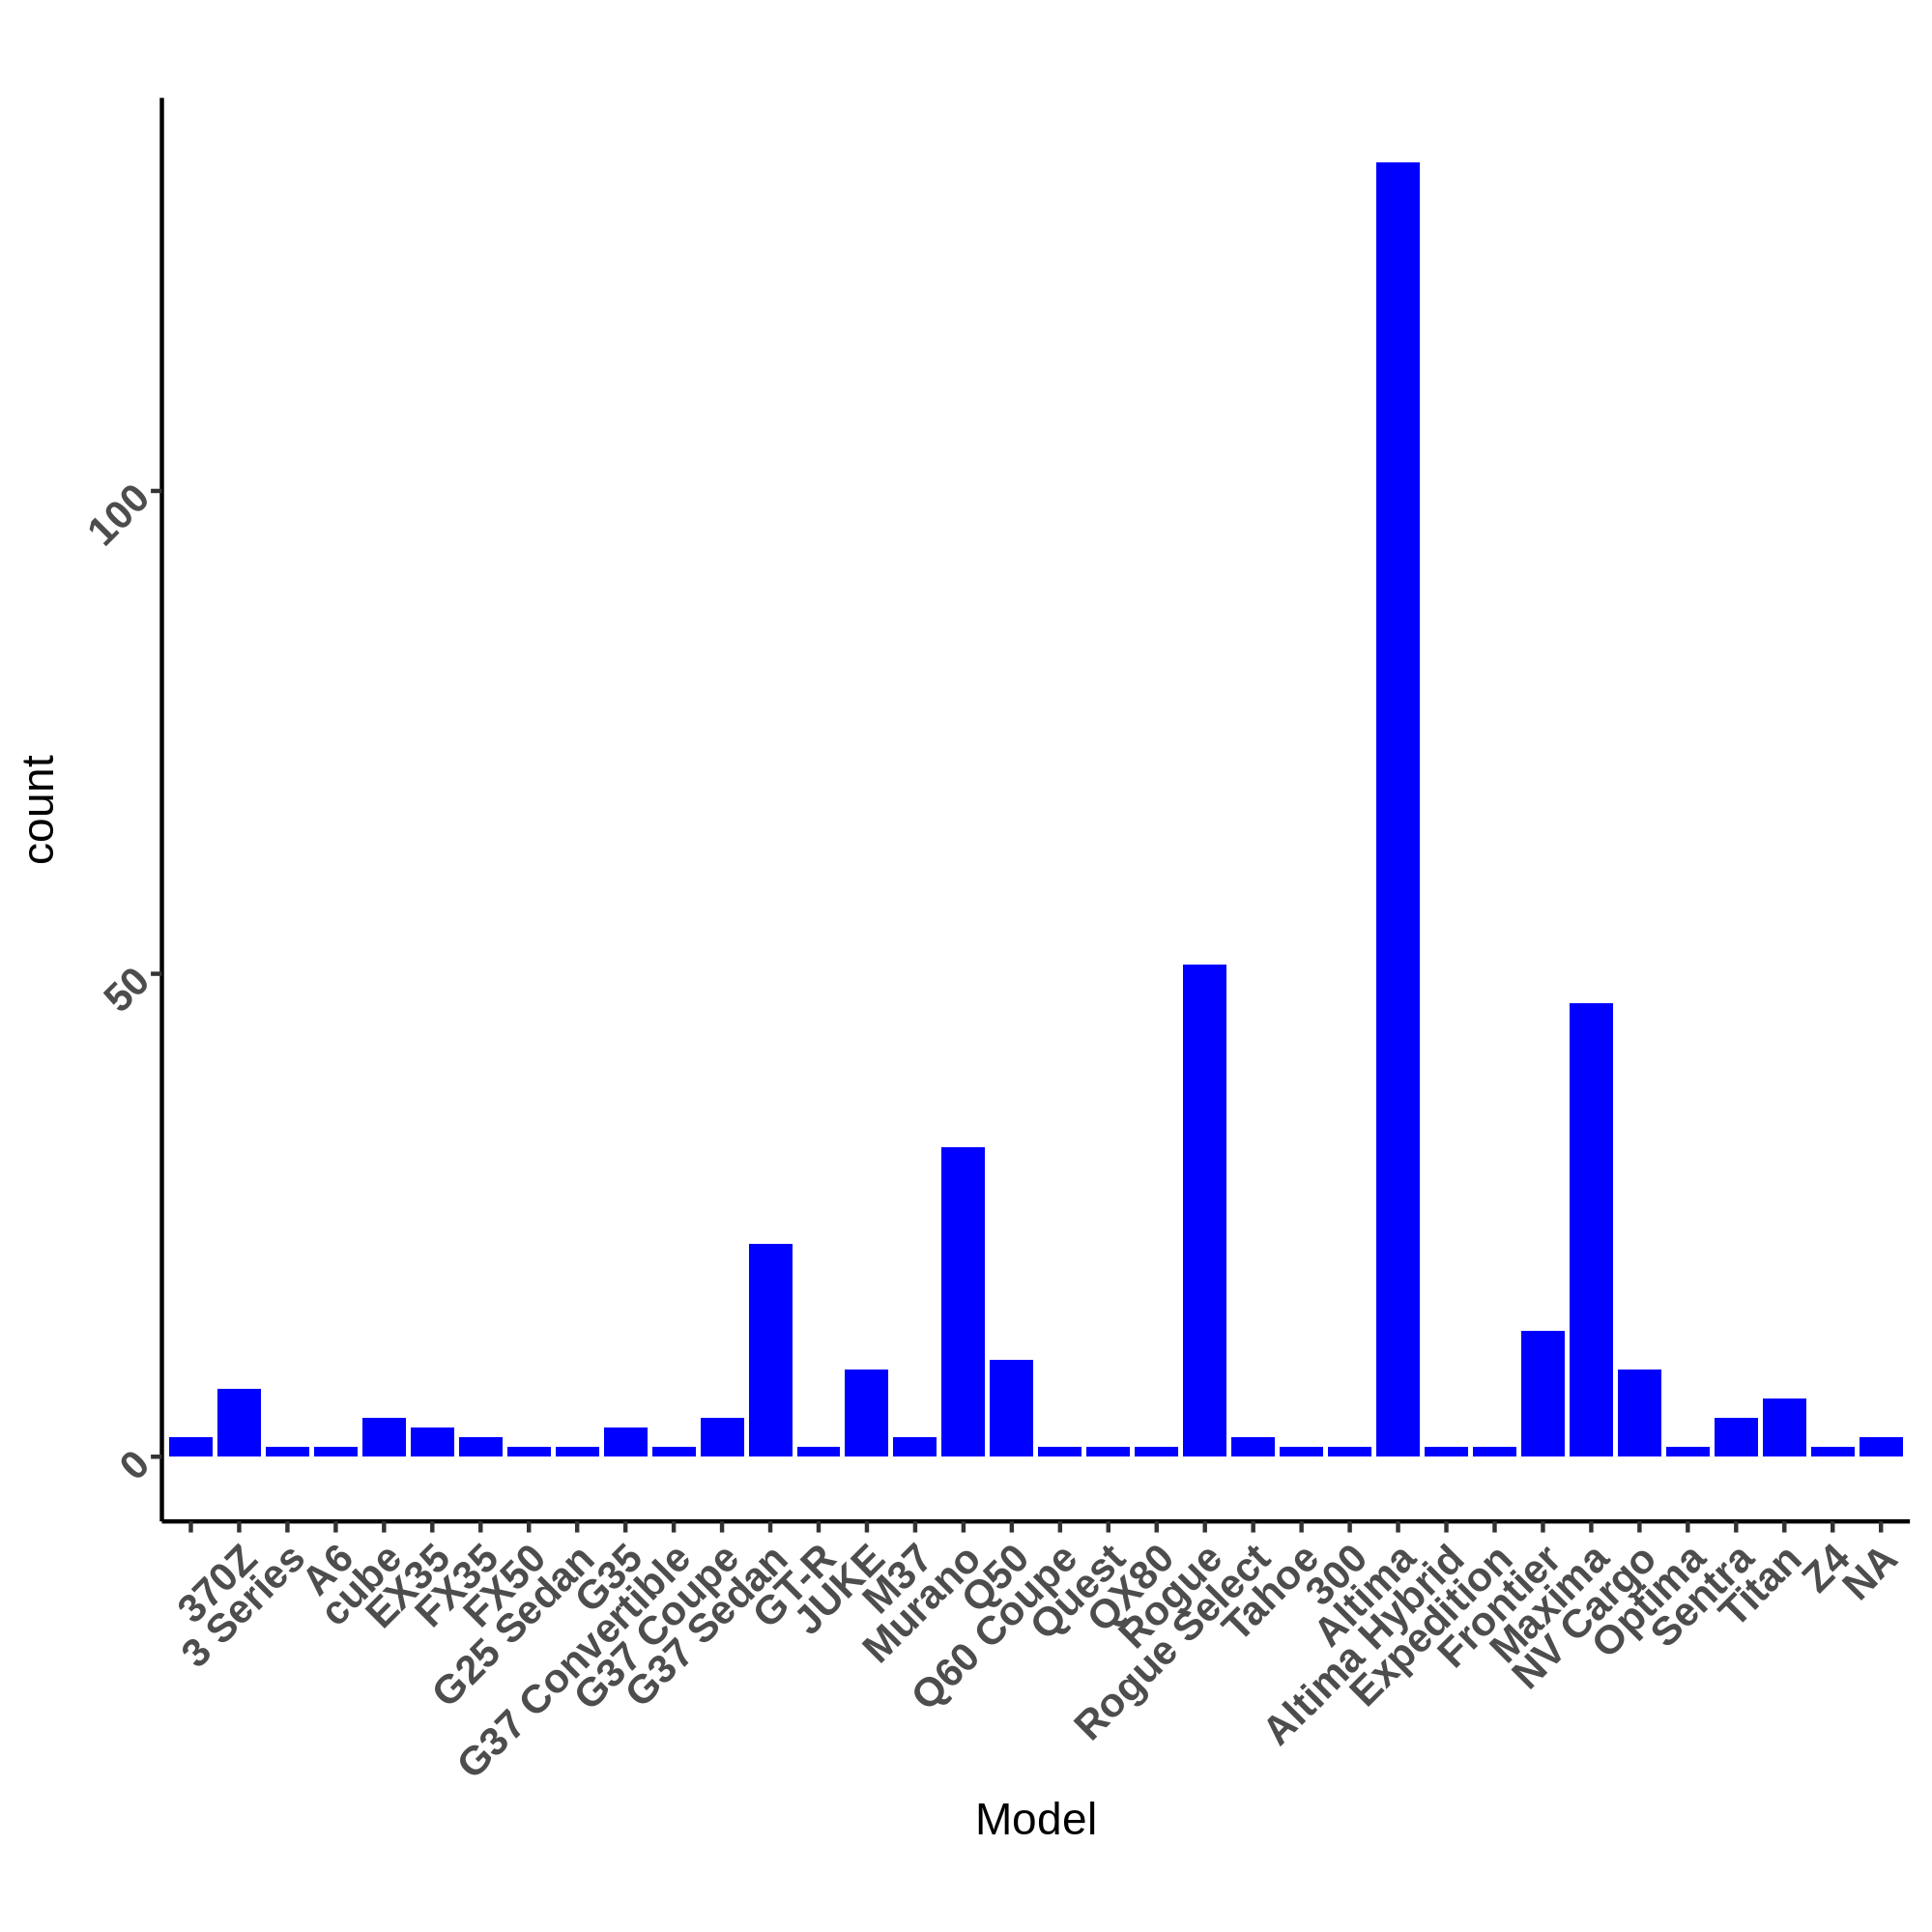 100
50
0
count
370Z
3 Series
A6
cube
EX35
FX35
FX50
G25 Sedan
G35
G37 Convertible
G37 Coupe
G37 Sedan
GT-R
JUKE
M37
Murano
Q50
Q60 Coupe
Quest
QX80
Rogue
Rogue Select
Tahoe
300
Altima
Altima Hybrid
Expedition
Frontier
Maxima
NV Cargo
Optima
Sentra
Titan
Z4
NA
Model